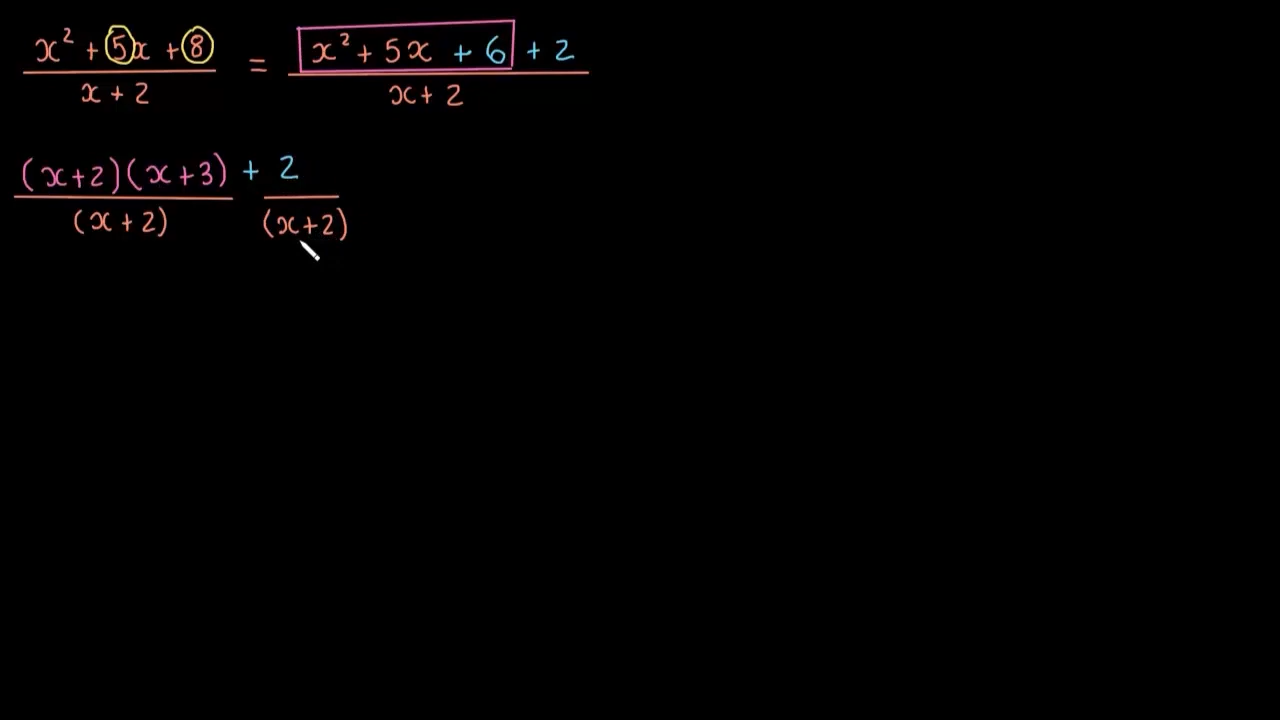 x² + 5x + 8 = x² + 5x + 6 + 2
x + 2 x + 2
(x+2)(x+3) + 2
(x + 2) (x+2)